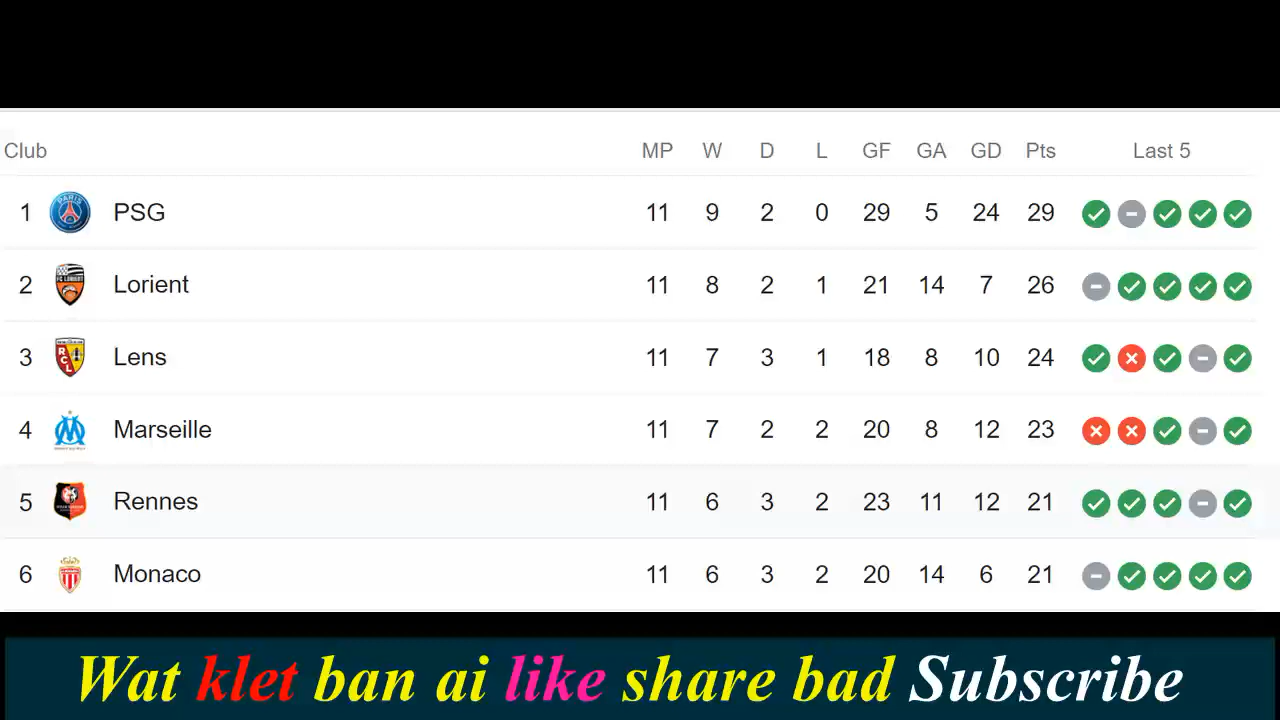 Club MP W D L GF GA GD Pts Last 5
1 PSG 11 9 2 0 29 5 24 29
2 Lorient 11 8 2 1 21 14 7 26
3 Lens 11 7 3 1 18 8 10 24
4 Marseille 11 7 2 2 20 8 12 23
5 Rennes 11 6 3 2 23 11 12 21
6 Monaco 11 6 3 2 20 14 6 21
Wat klet ban ai like share bad Subscribe